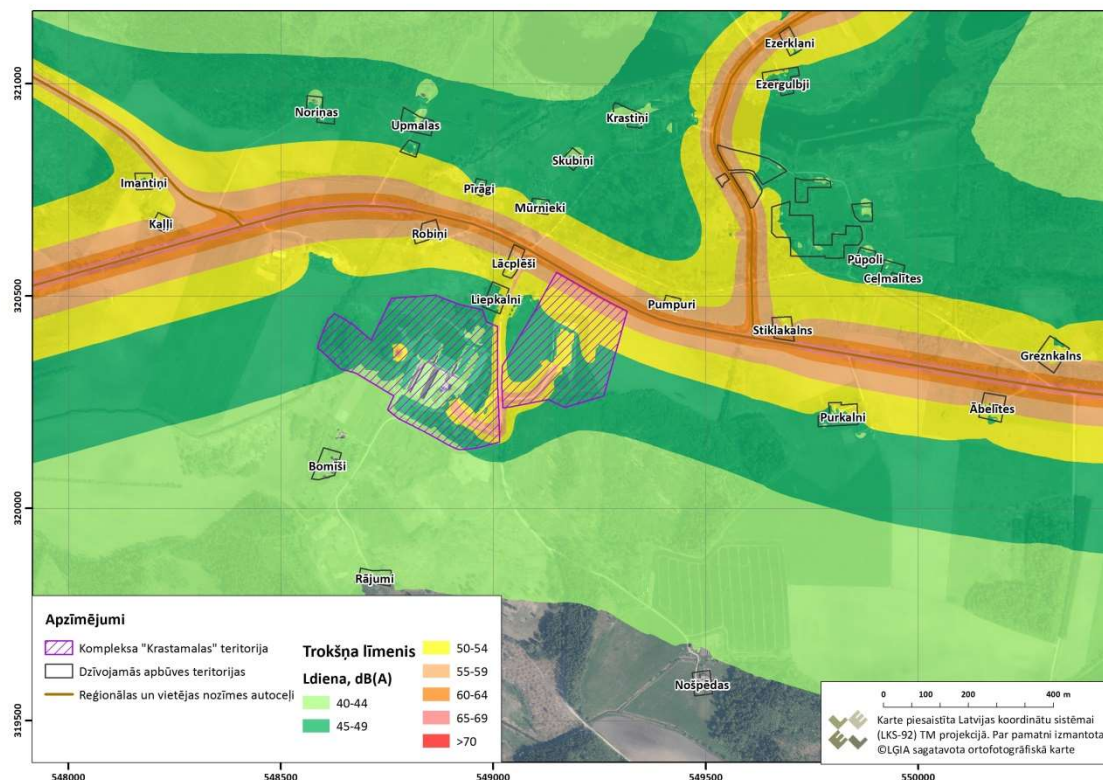 321000
320500
320000
319500
Ezerklani
Ezergulbji
Noriņas
Upmalas
Krastiņi
Skubiņi
Imantiņi
Pīrāgi
Mūrnieki
Kaļļi
Robiņi
Lācplēši
Pūpoli
Ceļmalītes
Liepkalni
Pumpuri
Stiklakalns
Greznkalns
Ābelītes
Purkalni
Bomīši
Rājumi
Nošpēdas
Apzīmējumi
Kompleksa "Krastamalas" teritorija
Dzīvojamās apbūves teritorijas
Reģionālas un vietējas nozīmes autoceļi
Trokšņa līmenis
Ldiena, dB(A)
40-44
45-49
50-54
55-59
60-64
65-69
>70
0 100 200 400 m
Karte piesaistīta Latvijas koordinātu sistēmai
(LKS-92) TM projekcijā. Par pamatni izmantota
©LĢIA sagatavota ortofotogrāfiskā karte
548000 548500 549000 549500 550000